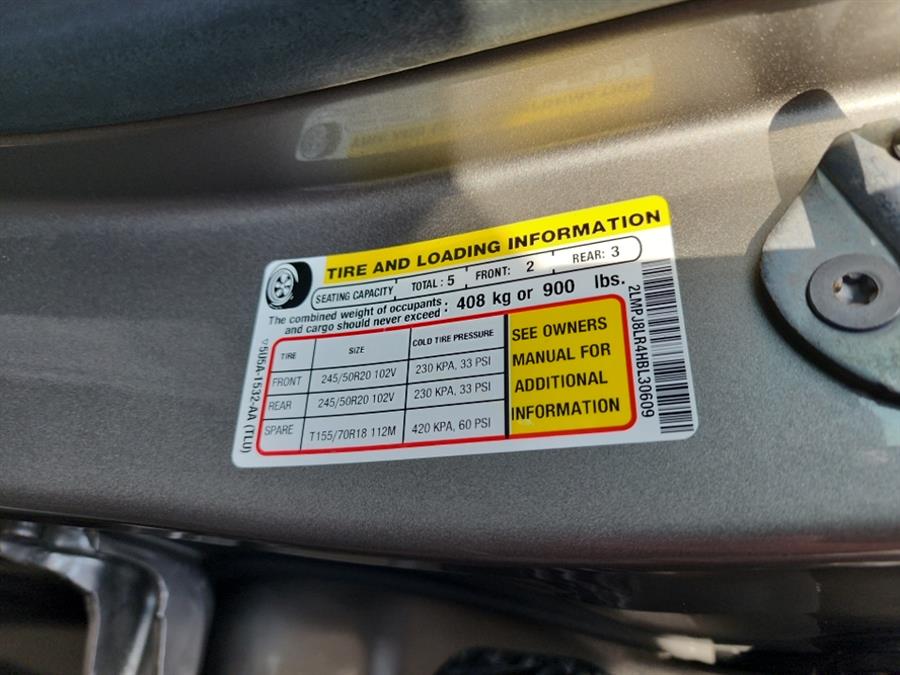 TIRE AND LOADING INFORMATION
SEATING CAPACITY TOTAL : 5 FRONT: 2 REAR: 3
The combined weight of occupants and cargo should never exceed : 408 kg or 900 lbs.
TIRE SIZE COLD TIRE PRESSURE
FRONT 245/50R20 102V 230 KPA, 33 PSI
REAR 245/50R20 102V 230 KPA, 33 PSI
SPARE T155/70R18 112M 420 KPA, 60 PSI
SEE OWNERS
MANUAL FOR
ADDITIONAL
INFORMATION
5U5A-1532-AA (TLU)
2LMPJ8LR4HBL30609